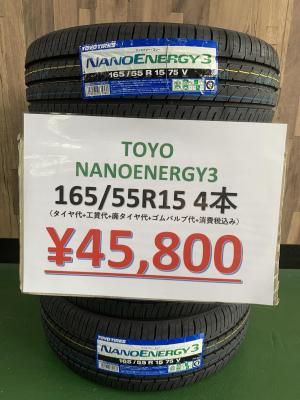 TOYO TIRES
NANOENERGY3
165/55 R 15 75 V
TOYO
NANOENERGY3
165/55R15 4本
(タイヤ代+工賃代+廃タイヤ代+ゴムバルブ代+消費税込み)
¥45,800
TOYO TIRES
NANOENERGY3
165/55 R 15 75 V